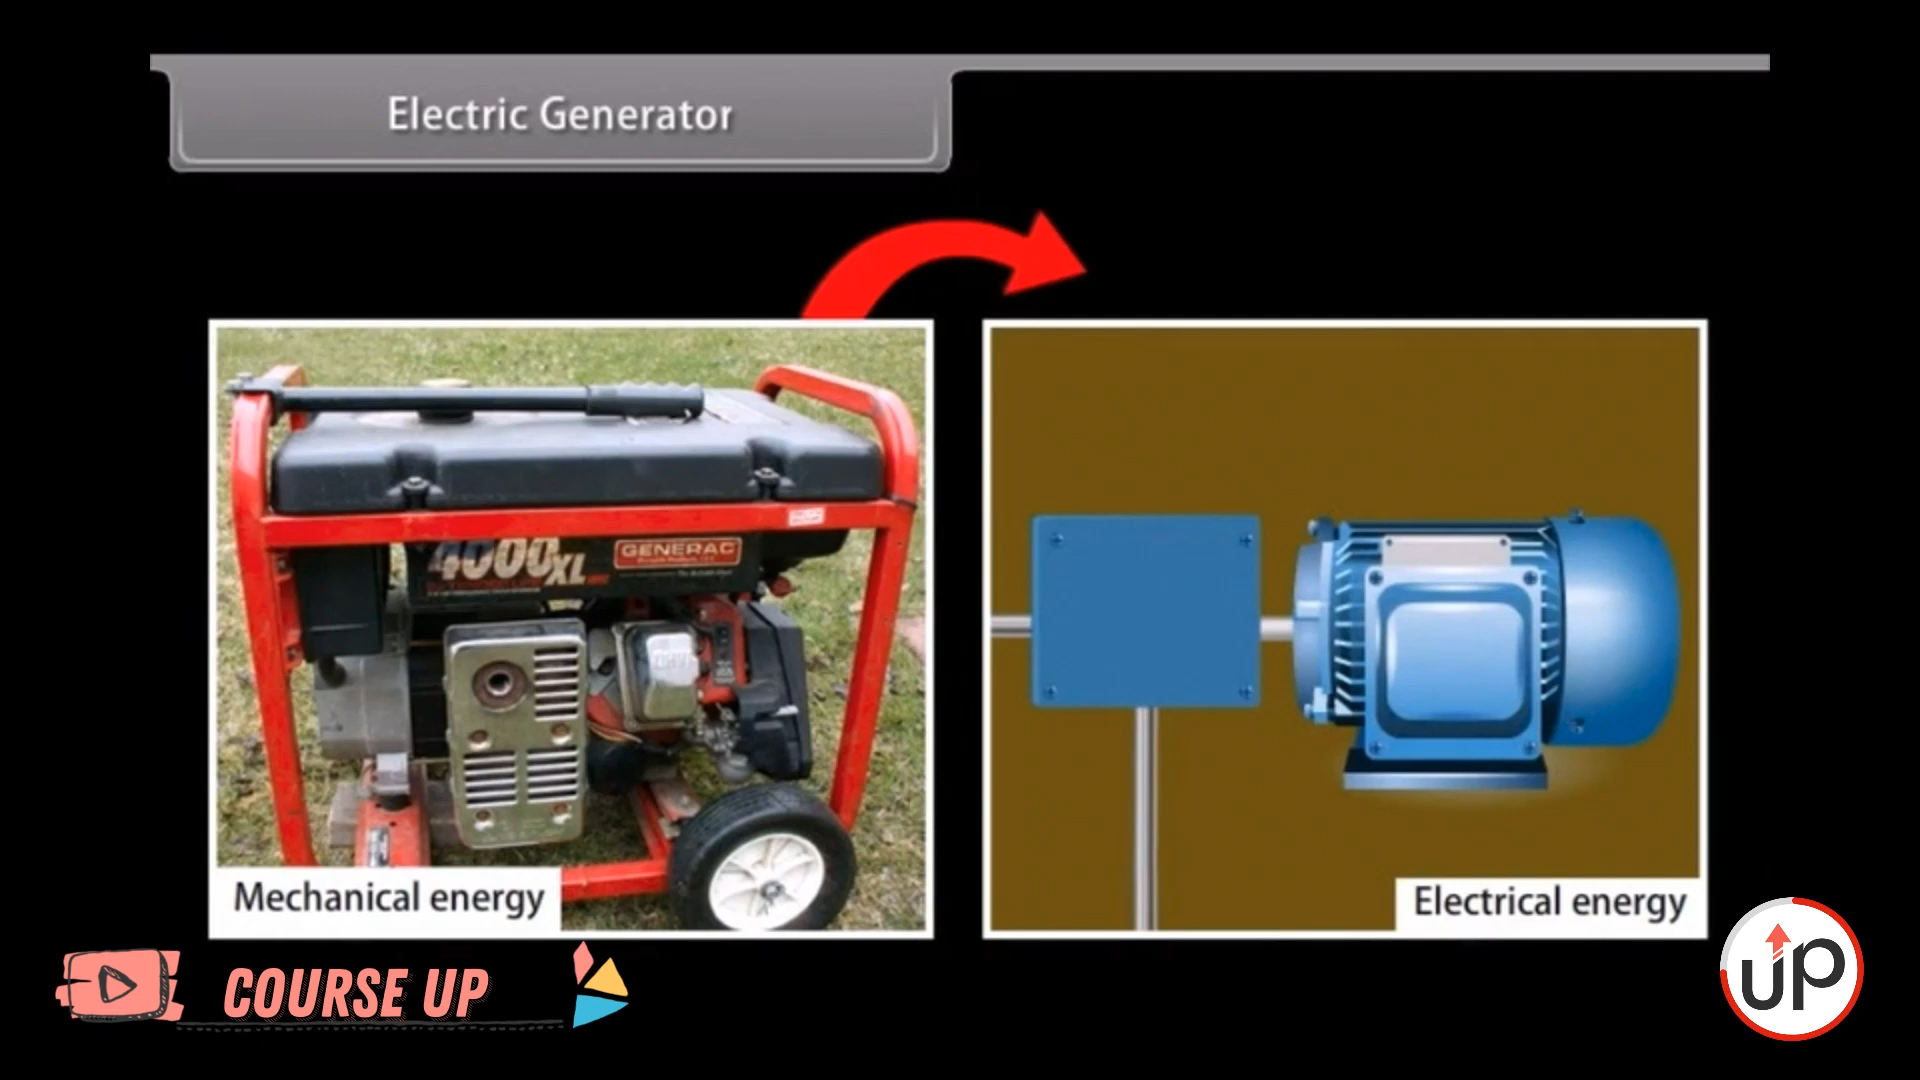 Electric Generator
4000XL
GENERAC
Mechanical energy
Electrical energy
COURSE UP
UP